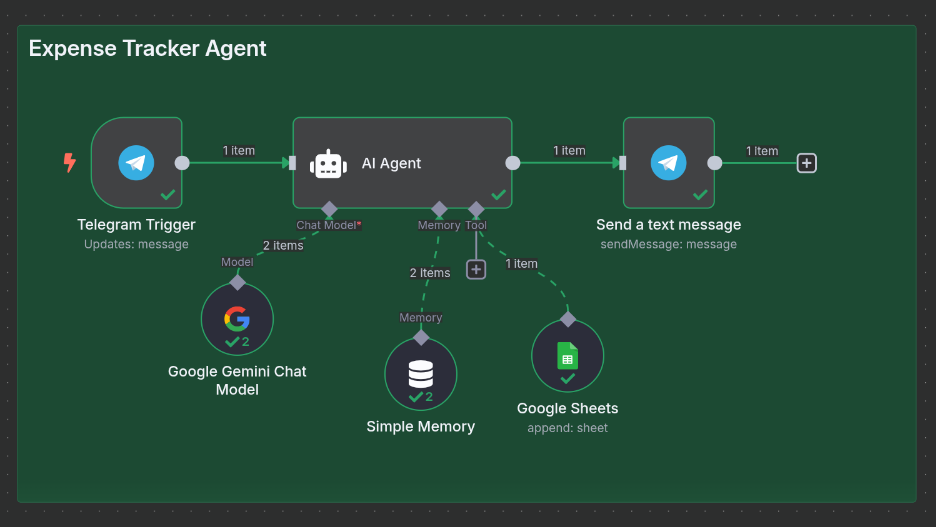 Expense Tracker Agent
1 item
1 item
1 item
AI Agent
Telegram Trigger
Updates: message
Chat Model*
Memory
Tool
Send a text message
sendMessage: message
2 items
Model
2 items
1 item
Memory
2
Google Gemini Chat
Model
2
Simple Memory
Google Sheets
append: sheet